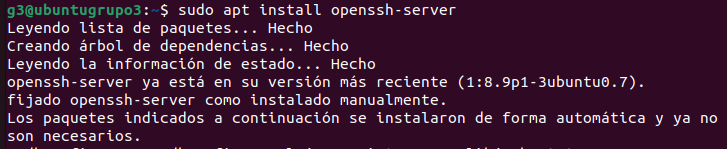 g3@ubuntugrupo3:~$ sudo apt install openssh-server
Leyendo lista de paquetes... Hecho
Creando árbol de dependencias... Hecho
Leyendo la información de estado... Hecho
openssh-server ya está en su versión más reciente (1:8.9p1-3ubuntu0.7).
fijado openssh-server como instalado manualmente.
Los paquetes indicados a continuación se instalaron de forma automática y ya no
son necesarios.